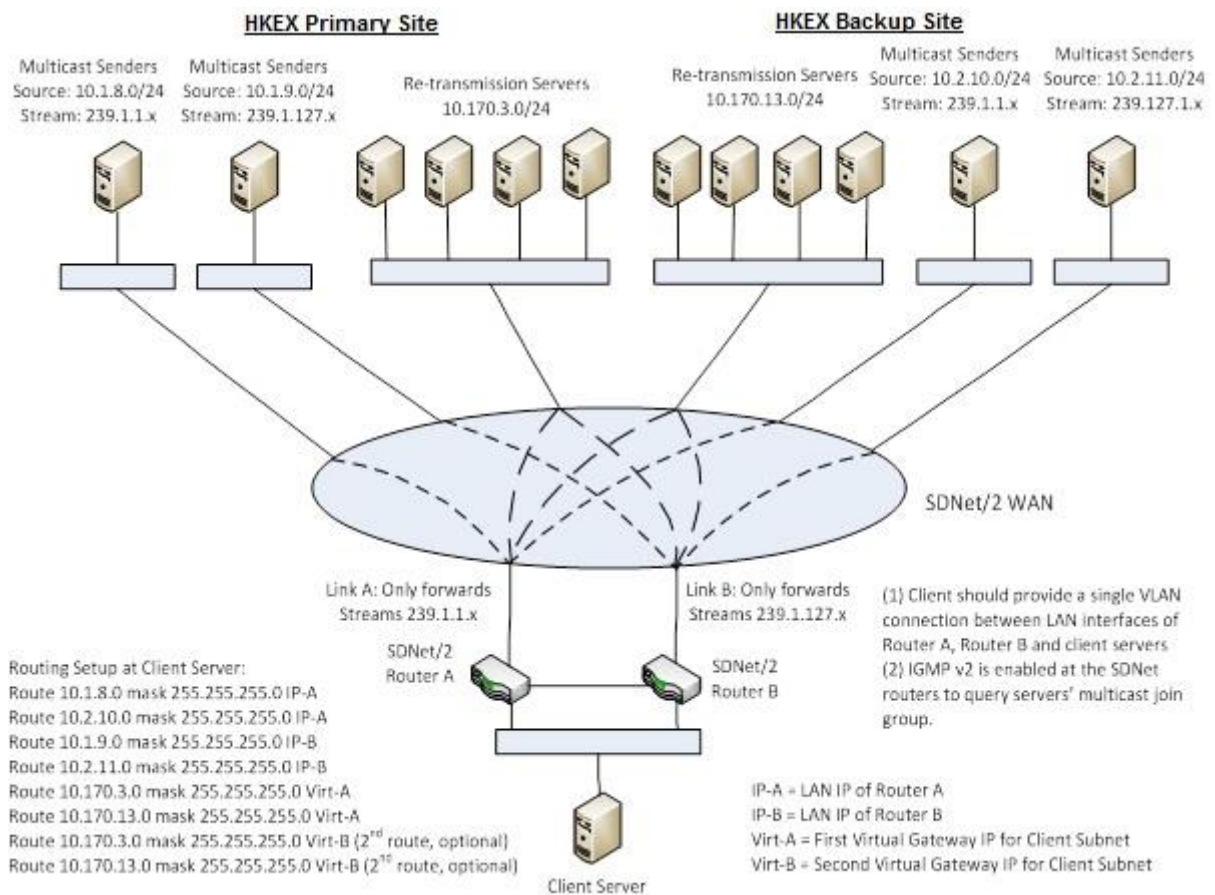 HKEX Primary Site
HKEX Backup Site
Multicast Senders
Source: 10.1.8.0/24
Stream: 239.1.1.x
Multicast Senders
Source: 10.1.9.0/24
Stream: 239.1.127.x
Re-transmission Servers
10.170.3.0/24
Re-transmission Servers
10.170.13.0/24
Multicast Senders
Source: 10.2.10.0/24
Stream: 239.1.1.x
Multicast Senders
Source: 10.2.11.0/24
Stream: 239.127.1.x
SDNet/2 WAN
Link A: Only forwards
Streams 239.1.1.x
Link B: Only forwards
Streams 239.1.127.x
(1) Client should provide a single VLAN
connection between LAN interfaces of
Router A, Router B and client servers
(2) IGMP v2 is enabled at the SDNet
routers to query servers' multicast join
group.
SDNet/2
Router A
SDNet/2
Router B
Routing Setup at Client Server:
Route 10.1.8.0 mask 255.255.255.0 IP-A
Route 10.2.10.0 mask 255.255.255.0 IP-A
Route 10.1.9.0 mask 255.255.255.0 IP-B
Route 10.2.11.0 mask 255.255.255.0 IP-B
Route 10.170.3.0 mask 255.255.255.0 Virt-A
Route 10.170.13.0 mask 255.255.255.0 Virt-A
Route 10.170.3.0 mask 255.255.255.0 Virt-B (2nd route, optional)
Route 10.170.13.0 mask 255.255.255.0 Virt-B (2nd route, optional)
IP-A = LAN IP of Router A
IP-B = LAN IP of Router B
Virt-A = First Virtual Gateway IP for Client Subnet
Virt-B = Second Virtual Gateway IP for Client Subnet
Client Server